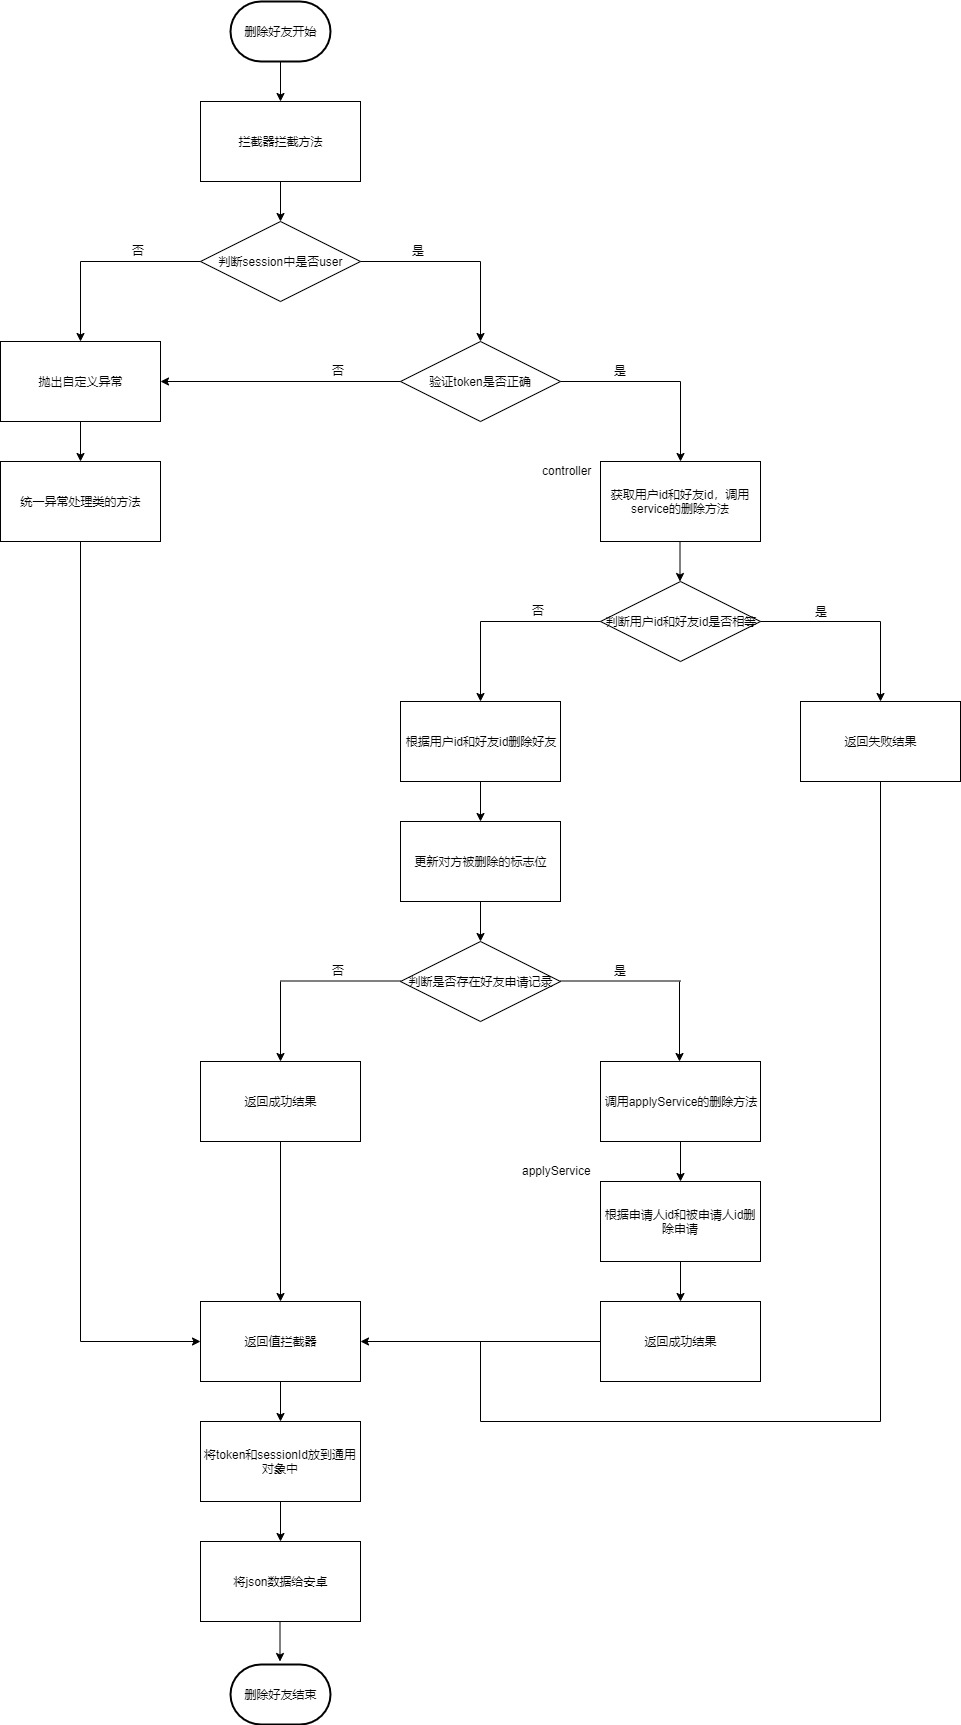 删除好友开始
拦截器拦截方法
否
是
判断session中是否user
否
是
抛出自定义异常
验证token是否正确
controller
统一异常处理类的方法
获取用户id和好友id，调用
service的删除方法
否
是
判断用户id和好友id是否相等
根据用户id和好友id删除好友
返回失败结果
更新对方被删除的标志位
否
是
判断是否存在好友申请记录
返回成功结果
调用applyService的删除方法
applyService
根据申请人id和被申请人id删
除申请
返回值拦截器
返回成功结果
将token和sessionId放到通用
对象中
将json数据给安卓
删除好友结束